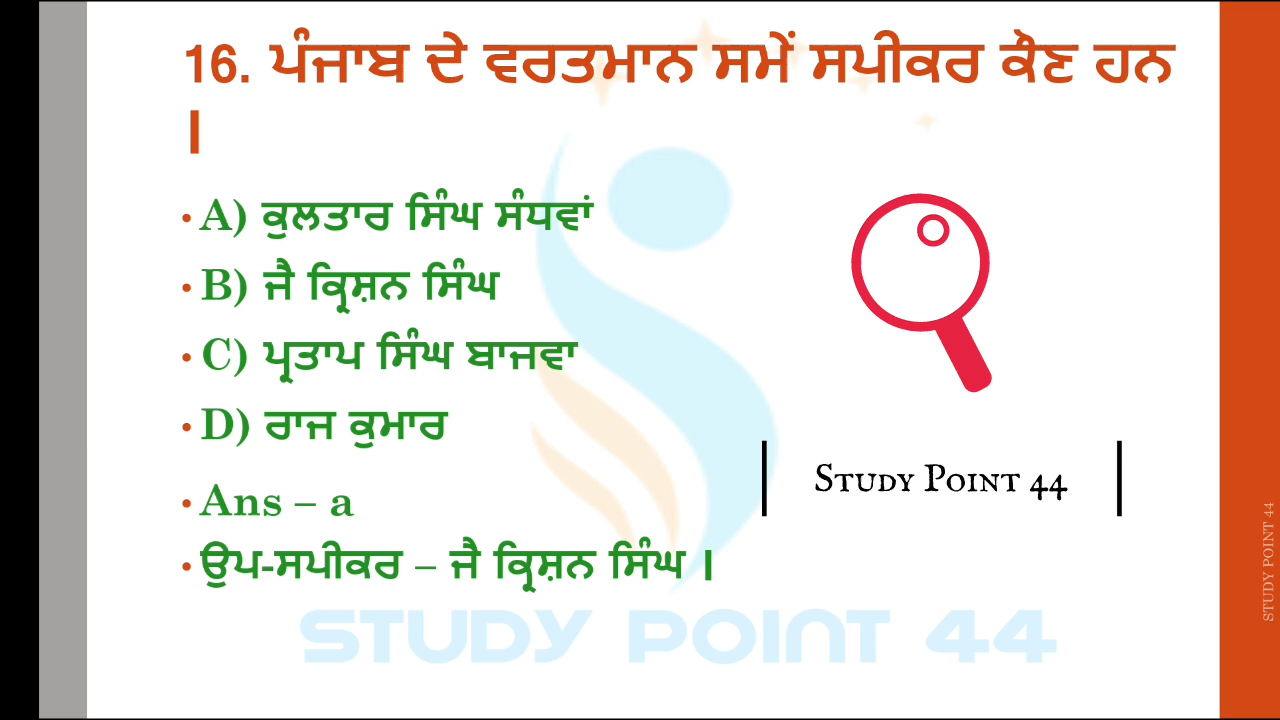 16. ਪੰਜਾਬ ਦੇ ਵਰਤਮਾਨ ਸਮੇਂ ਸਪੀਕਰ ਕੌਣ ਹਨ
।
• A) ਕੁਲਤਾਰ ਸਿੰਘ ਸੰਧਵਾਂ
• B) ਜੈ ਕ੍ਰਿਸ਼ਨ ਸਿੰਘ
• C) ਪ੍ਰਤਾਪ ਸਿੰਘ ਬਾਜਵਾ
• D) ਰਾਜ ਕੁਮਾਰ
• Ans – a
• ਉਪ-ਸਪੀਕਰ – ਜੈ ਕ੍ਰਿਸ਼ਨ ਸਿੰਘ ।
Study Point 44
STUDY POINT 44
STUDY POINT 44